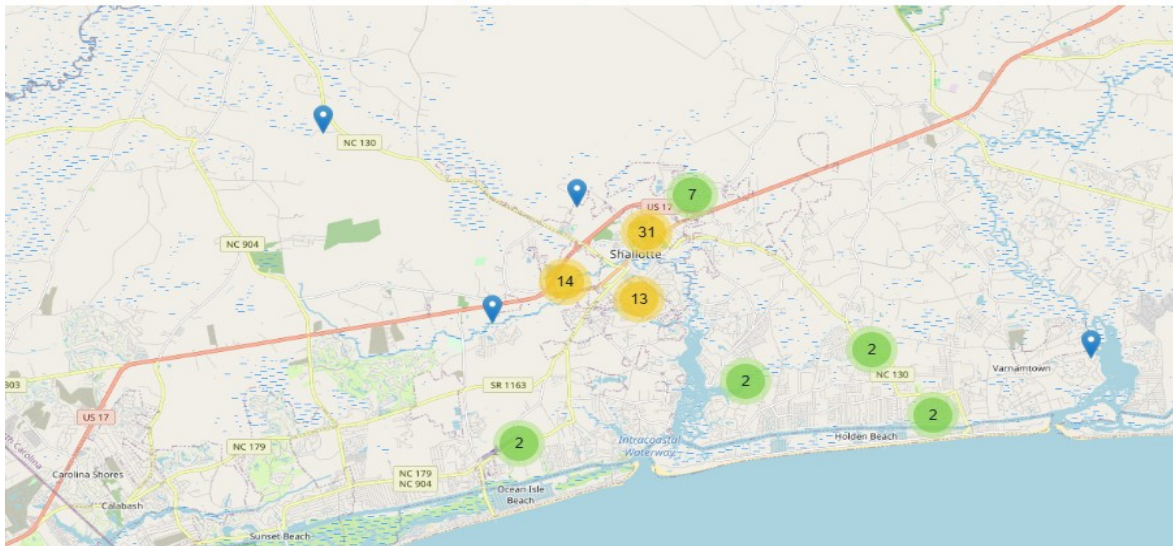 NC 130
7
US 17
31
Shallotte
NC 904
14
13
2
Varnamtown
NC 130
303
SR 1163
2
US 17
2
Holden Beach
NC 179
2
Intracoastal
Waterway
Carolina Shores
NC 179
NC 904
Ocean Isle
Beach
Calabash
Sunset Beach